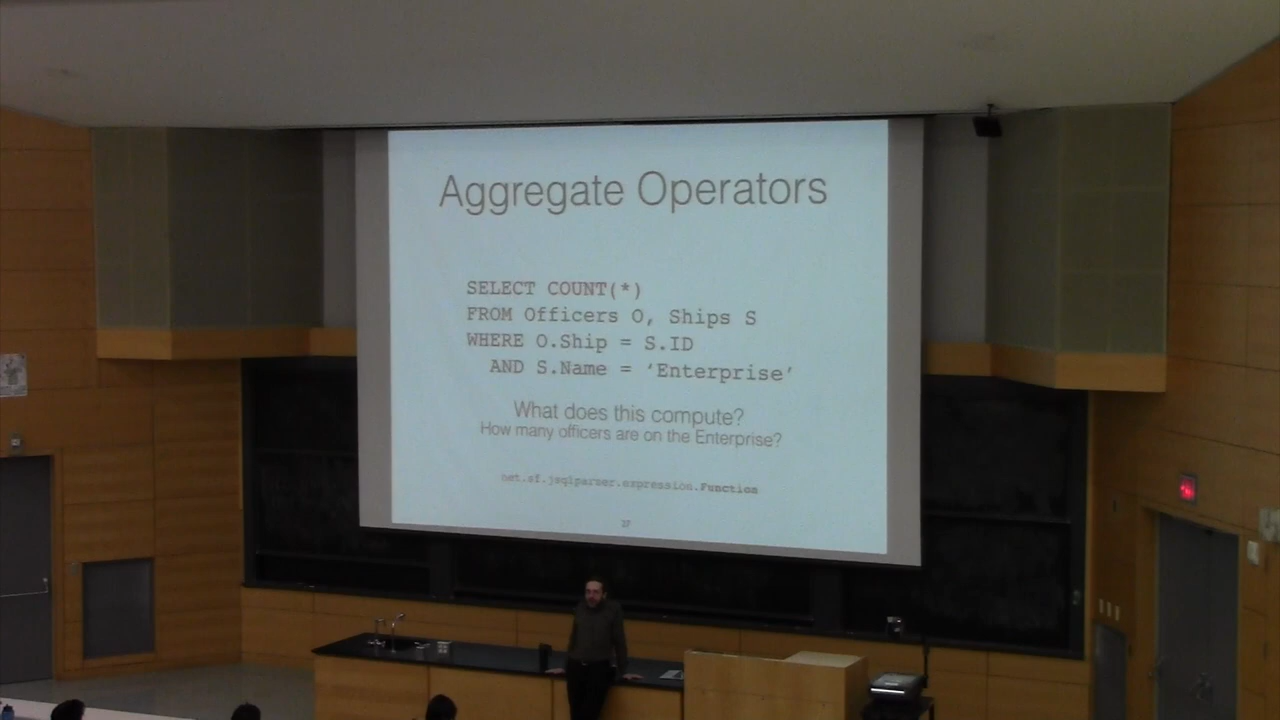 Aggregate Operators
SELECT COUNT(*)
FROM Officers O, Ships S
WHERE O.Ship = S.ID
AND S.Name = ‘Enterprise’
What does this compute?
How many officers are on the Enterprise?
net.sf.jsqlparser.expression.Function
27